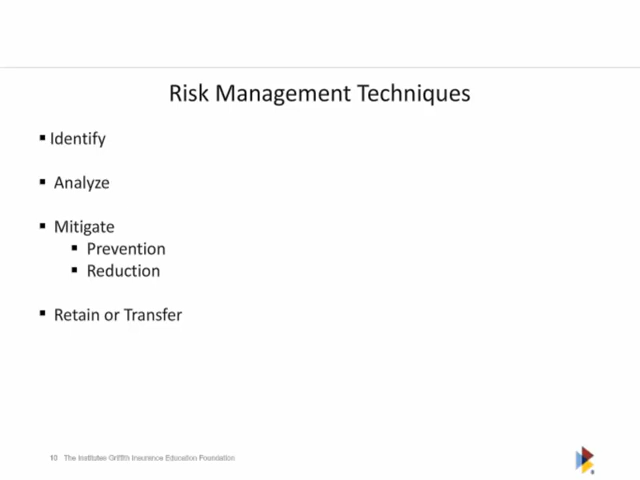 Risk Management Techniques
▪ Identify
▪ Analyze
▪ Mitigate
▪ Prevention
▪ Reduction
▪ Retain or Transfer
10 The Institutes Griffith Insurance Education Foundation